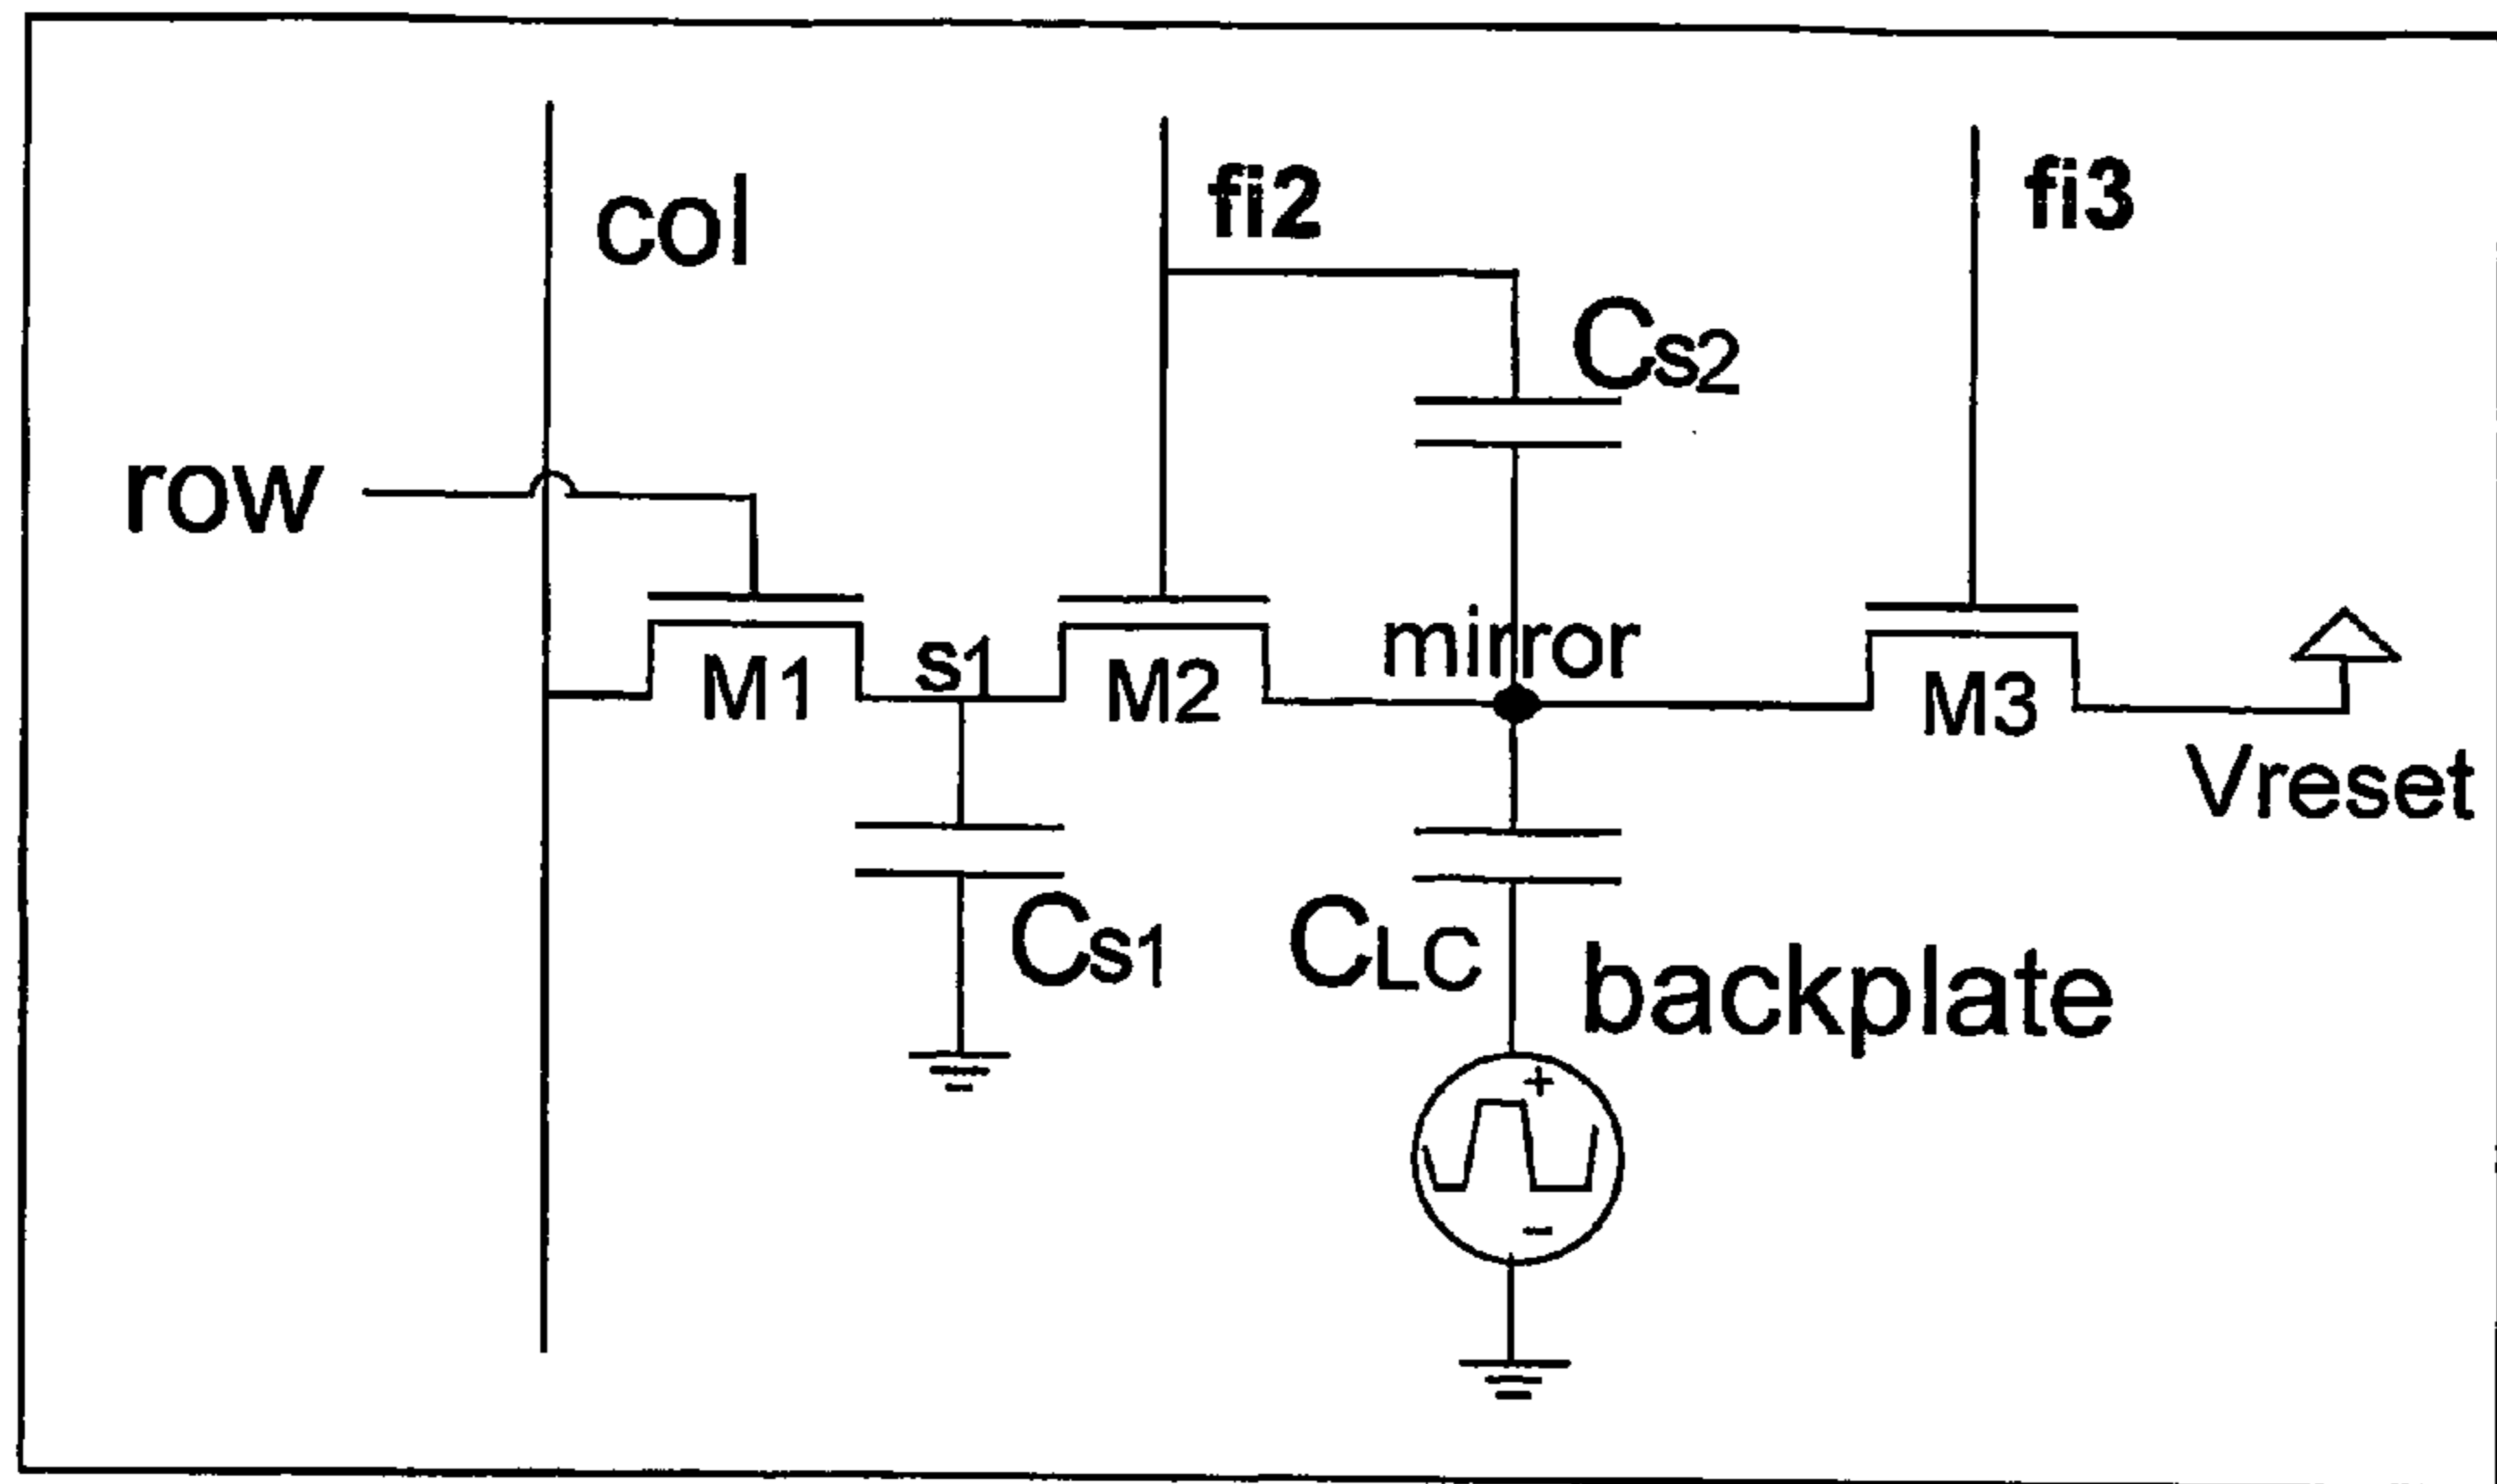 col
fi2
fi3
Cs2
row
M1
s1
M2
mirror
M3
Vreset
Cs1
CLC
backplate
+
-